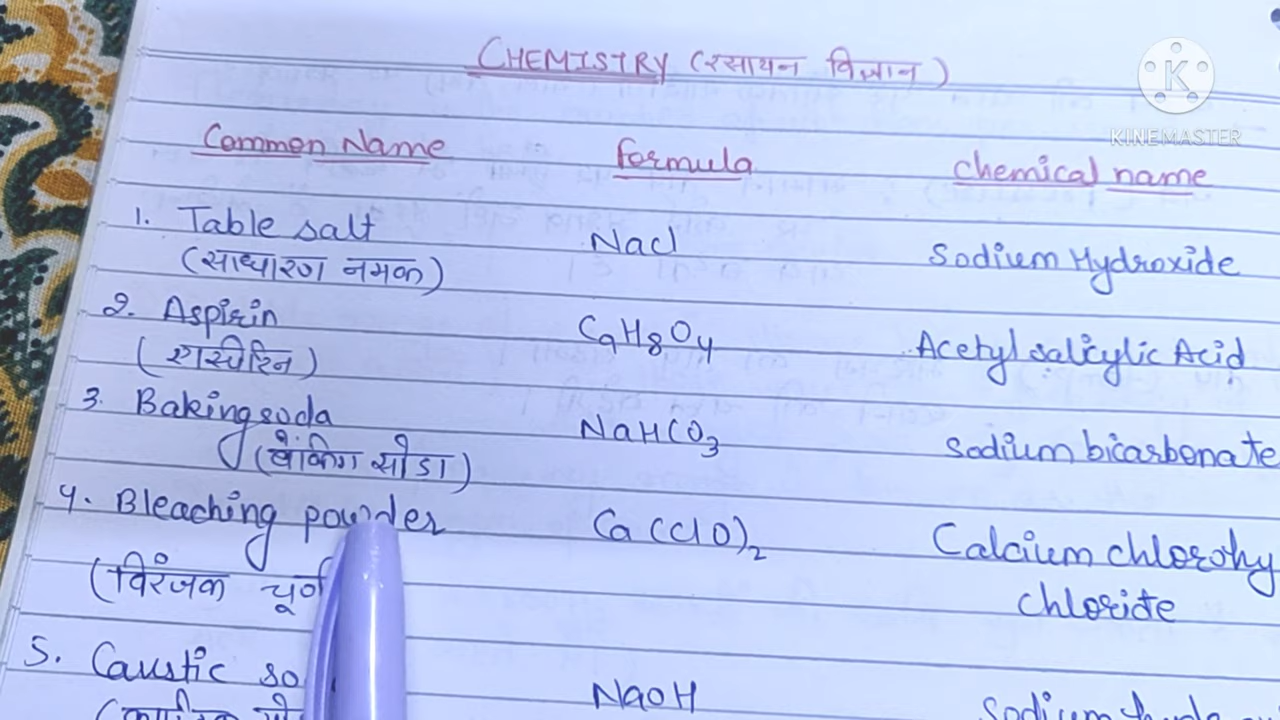 CHEMISTRY (रसायन विज्ञान)
KINEMASTER
Common Name formula chemical name
1. Table salt NaCl Sodium Hydroxide
(साधारण नमक)
2. Aspirin C9H8O4 Acetyl salicylic Acid
(एास्पीरिन)
3. Baking soda NaHCO3 sodium bicarbonate
(बेंकिंग सोडा)
4. Bleaching powder Ca(ClO)2 Calcium chlorohy
(विरंजक chloride
5. Caustic NaOH Sodium